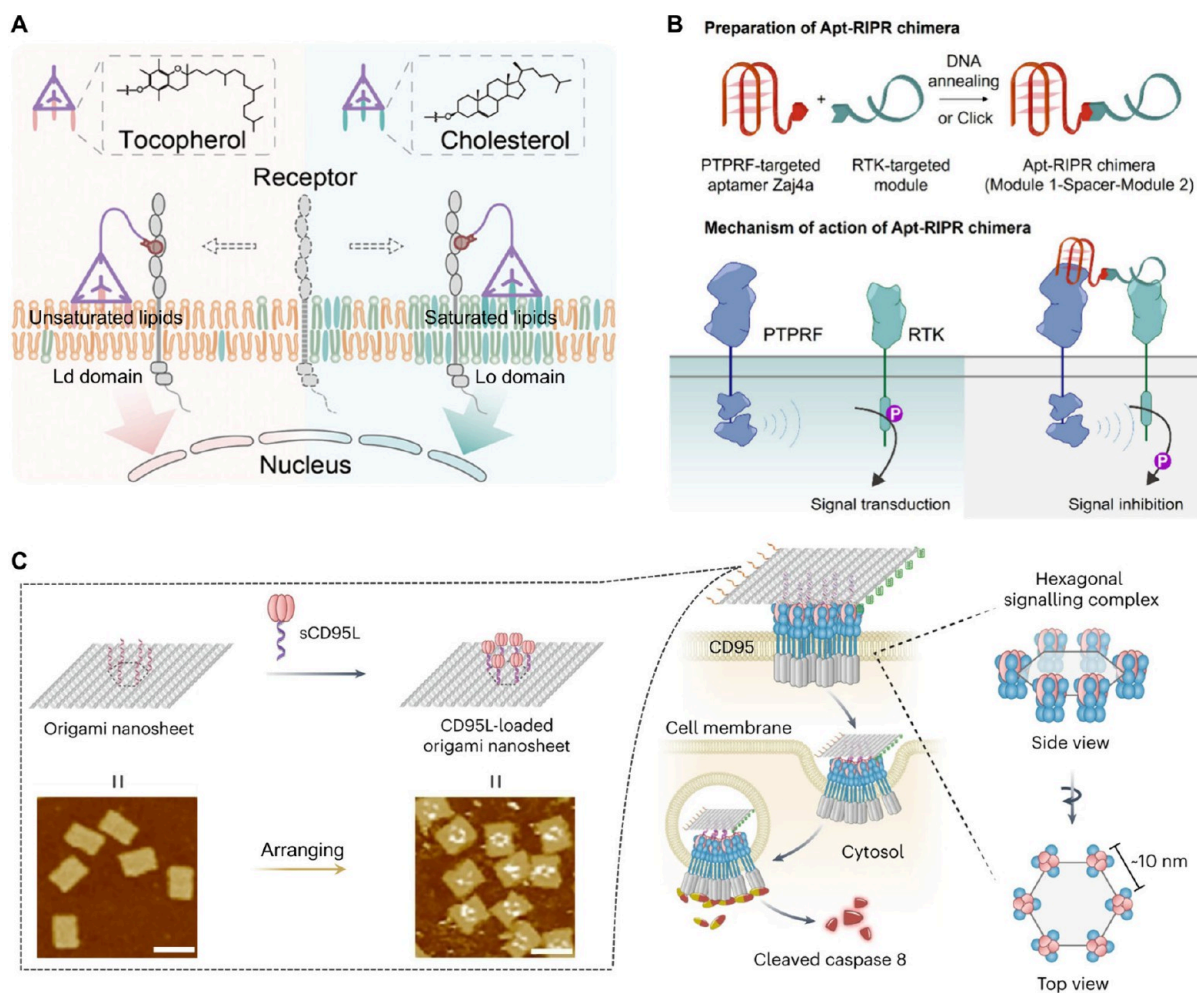 A
Tocopherol
Cholesterol
Receptor
Unsaturated lipids
Saturated lipids
Ld domain
Lo domain
Nucleus
B
Preparation of Apt-RIPR chimera
+
DNA
annealing
or Click
PTPRF-targeted
aptamer Zaj4a
RTK-targeted
module
Apt-RIPR chimera
(Module 1-Spacer-Module 2)
Mechanism of action of Apt-RIPR chimera
PTPRF
RTK
P
P
Signal transduction
Signal inhibition
C
sCD95L
Origami nanosheet
CD95L-loaded
origami nanosheet
=
=
Arranging
CD95
Cell membrane
Cytosol
Cleaved caspase 8
Hexagonal
signalling complex
Side view
~10 nm
Top view